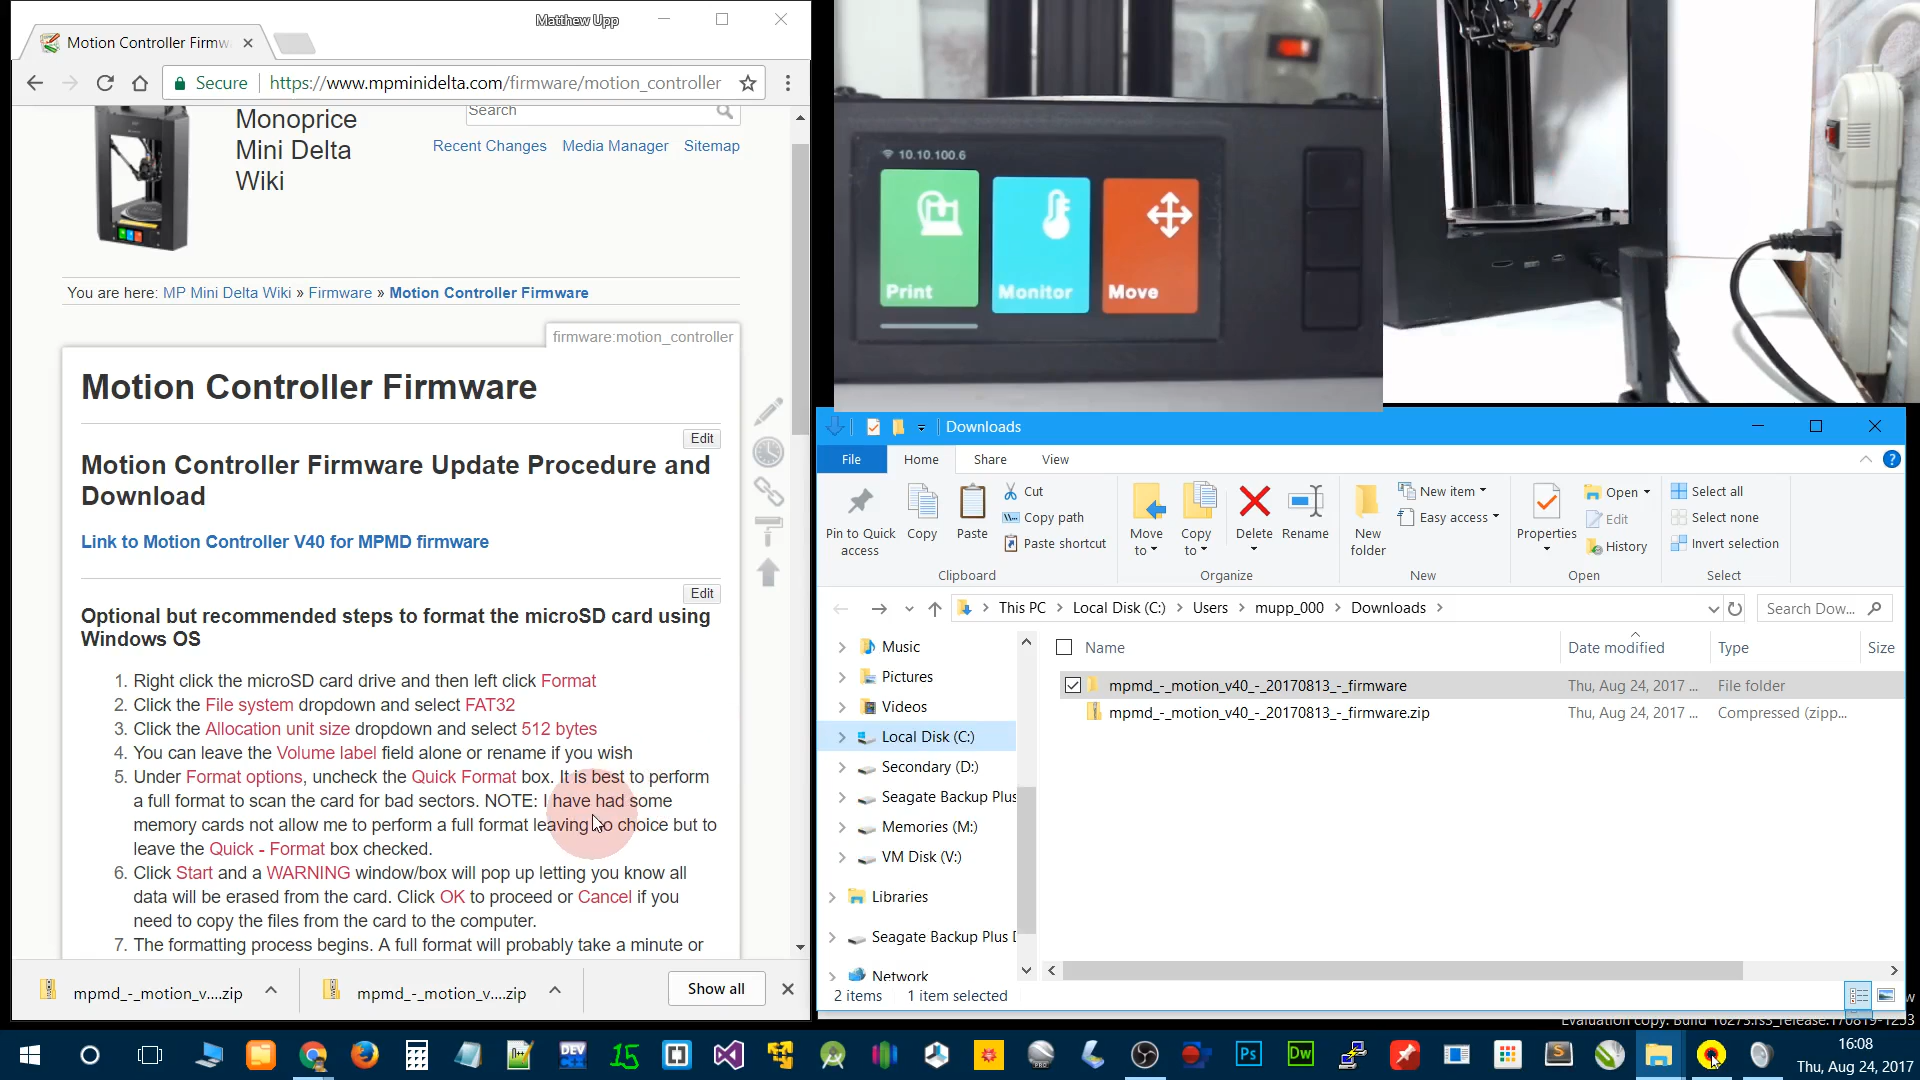 Matthew Upp
Motion Controller Firmw
Secure
https://www.mpminidelta.com/firmware/motion_controller
Monoprice
Mini Delta
Wiki
Search
Recent Changes
Media Manager
Sitemap
You are here: MP Mini Delta Wiki » Firmware » Motion Controller Firmware
firmware:motion_controller
Motion Controller Firmware
Edit
Motion Controller Firmware Update Procedure and
Download
Link to Motion Controller V40 for MPMD firmware
Edit
Optional but recommended steps to format the microSD card using
Windows OS
1. Right click the microSD card drive and then left click Format
2. Click the File system dropdown and select FAT32
3. Click the Allocation unit size dropdown and select 512 bytes
4. You can leave the Volume label field alone or rename if you wish
5. Under Format options, uncheck the Quick Format box. It is best to perform
a full format to scan the card for bad sectors. NOTE: I have had some
memory cards not allow me to perform a full format leaving no choice but to
leave the Quick - Format box checked.
6. Click Start and a WARNING window/box will pop up letting you know all
data will be erased from the card. Click OK to proceed or Cancel if you
need to copy the files from the card to the computer.
7. The formatting process begins. A full format will probably take a minute or
mpmd_-_motion_v....zip
mpmd_-_motion_v....zip
Show all
10.10.100.6
Print
Monitor
Move
Downloads
File
Home
Share
View
Pin to Quick
access
Copy
Paste
Cut
Copy path
Paste shortcut
Clipboard
Move
to
Copy
to
Delete
Rename
Organize
New
folder
New item
Easy access
New
Properties
Open
Edit
History
Open
Select all
Select none
Invert selection
Select
This PC
Local Disk (C:)
Users
mupp_000
Downloads
Search Dow...
Music
Pictures
Videos
Local Disk (C:)
Secondary (D:)
Seagate Backup Plus
Memories (M:)
VM Disk (V:)
Libraries
Seagate Backup Plus D
Network
Name
Date modified
Type
Size
mpmd_-_motion_v40_-_20170813_-_firmware
Thu, Aug 24, 2017 ...
File folder
mpmd_-_motion_v40_-_20170813_-_firmware.zip
Thu, Aug 24, 2017 ...
Compressed (zipp...
2 items
1 item selected
Evaluation copy. Build 16273.rs3_release.170819-1253
DEV
15
PRO
Ps
Dw
S
16:08
Thu, Aug 24, 2017